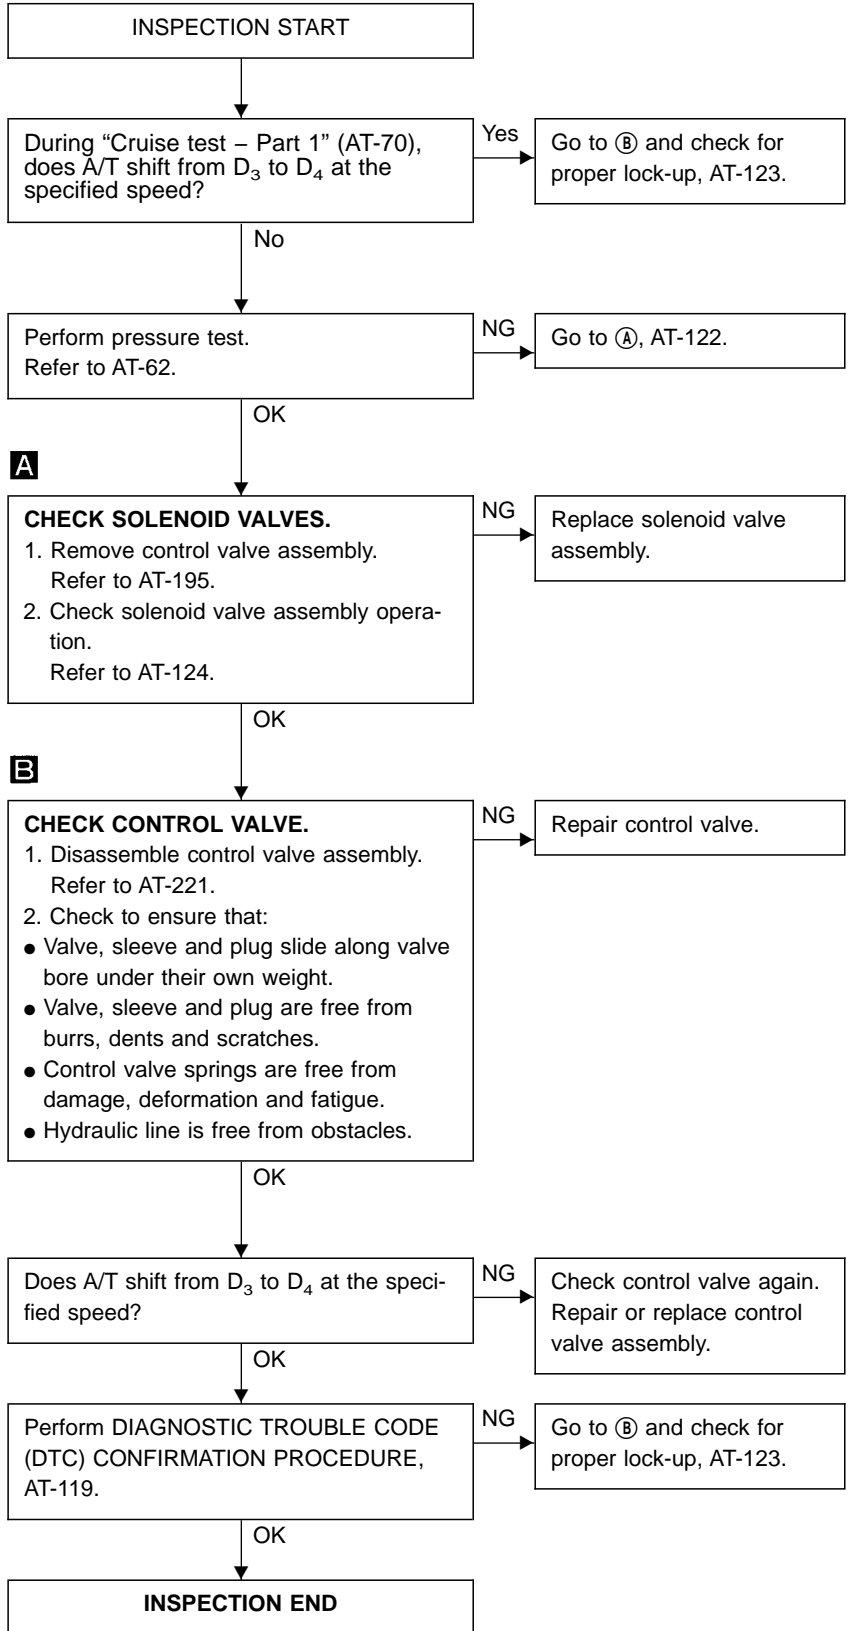 INSPECTION START
During “Cruise test – Part 1” (AT-70),
does A/T shift from D₃ to D₄ at the
specified speed?
Yes
Go to Ⓑ and check for
proper lock-up, AT-123.
No
Perform pressure test.
Refer to AT-62.
NG
Go to Ⓐ, AT-122.
OK
A
CHECK SOLENOID VALVES.
1. Remove control valve assembly.
Refer to AT-195.
2. Check solenoid valve assembly opera-
tion.
Refer to AT-124.
NG
Replace solenoid valve
assembly.
OK
B
CHECK CONTROL VALVE.
1. Disassemble control valve assembly.
Refer to AT-221.
2. Check to ensure that:
● Valve, sleeve and plug slide along valve
bore under their own weight.
● Valve, sleeve and plug are free from
burrs, dents and scratches.
● Control valve springs are free from
damage, deformation and fatigue.
● Hydraulic line is free from obstacles.
NG
Repair control valve.
OK
Does A/T shift from D₃ to D₄ at the speci-
fied speed?
NG
Check control valve again.
Repair or replace control
valve assembly.
OK
Perform DIAGNOSTIC TROUBLE CODE
(DTC) CONFIRMATION PROCEDURE,
AT-119.
NG
Go to Ⓑ and check for
proper lock-up, AT-123.
OK
INSPECTION END